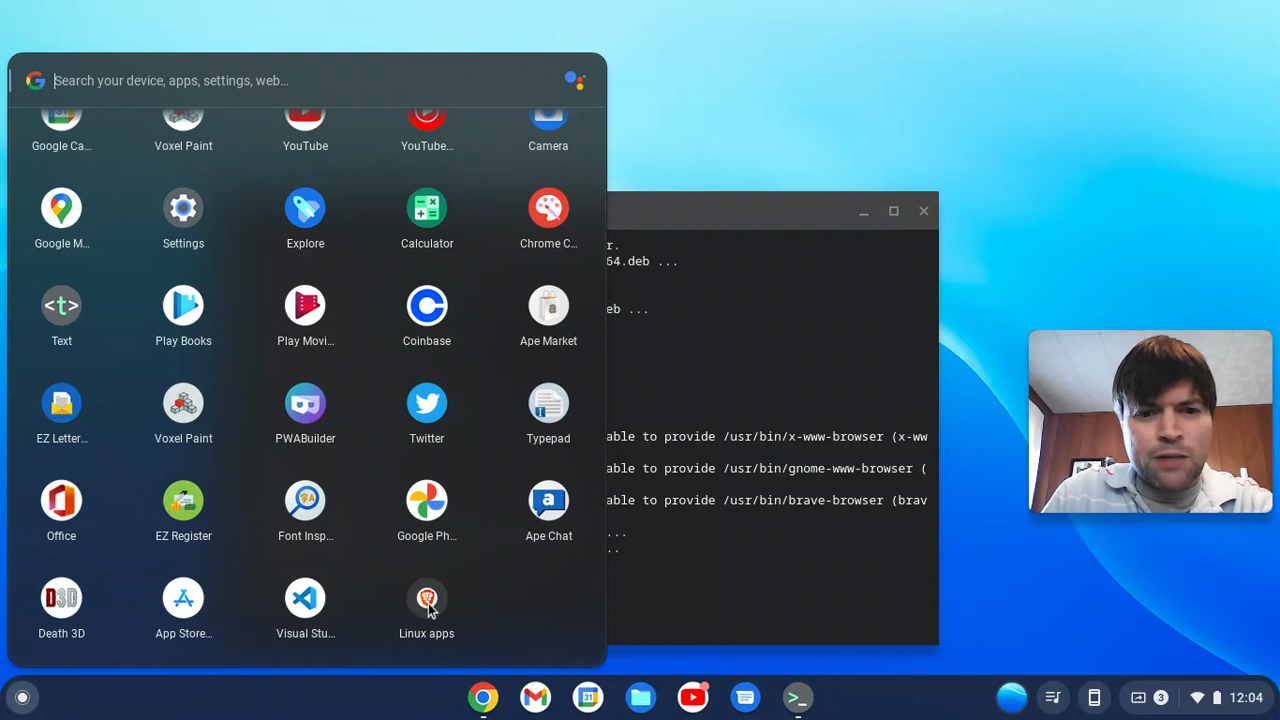 Search your device, apps, settings, web...
Google Ca... Voxel Paint YouTube YouTube... Camera
Google M... Settings Explore Calculator Chrome C...
<t>
Text Play Books Play Movi... Coinbase Ape Market
EZ Letter... Voxel Paint PWABuilder Twitter Typepad
Office EZ Register Font Insp... Google Ph... Ape Chat
D3D
Death 3D App Store... Visual Stu... Linux apps
r.
64.deb ...
eb ...
able to provide /usr/bin/x-www-browser (x-ww
able to provide /usr/bin/gnome-www-browser (
able to provide /usr/bin/brave-browser (brav
...
..
31 >_ 3 12:04